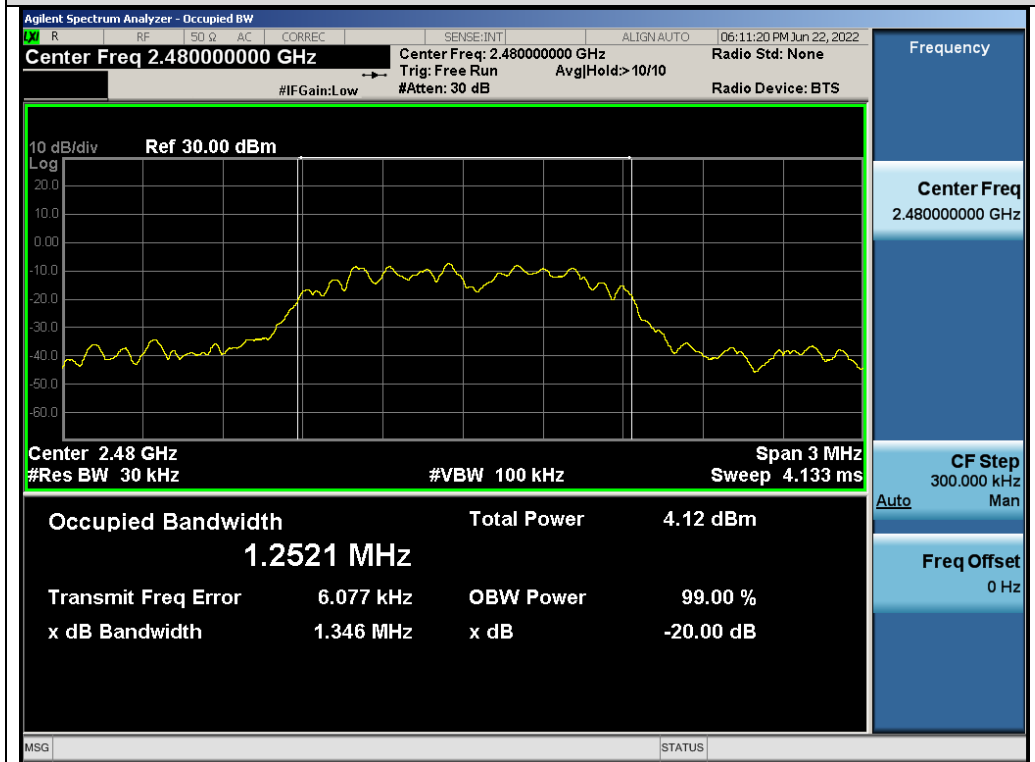 Agilent Spectrum Analyzer - Occupied BW
LXI R RF 50 Ω AC CORREC SENSE:INT ALIGN AUTO 06:11:20 PM Jun 22, 2022
Center Freq 2.480000000 GHz
Center Freq: 2.480000000 GHz
Radio Std: None
Trig: Free Run Avg|Hold:> 10/10
#IFGain:Low
#Atten: 30 dB
Radio Device: BTS
10 dB/div Ref 30.00 dBm
Log
20.0
10.0
0.00
-10.0
-20.0
-30.0
-40.0
-50.0
-60.0
Center 2.48 GHz Span 3 MHz
#Res BW 30 kHz #VBW 100 kHz Sweep 4.133 ms
Occupied Bandwidth Total Power 4.12 dBm
1.2521 MHz
Transmit Freq Error 6.077 kHz OBW Power 99.00 %
x dB Bandwidth 1.346 MHz x dB -20.00 dB
MSG STATUS
Frequency
Center Freq
2.480000000 GHz
CF Step
300.000 kHz
Auto Man
Freq Offset
0 Hz